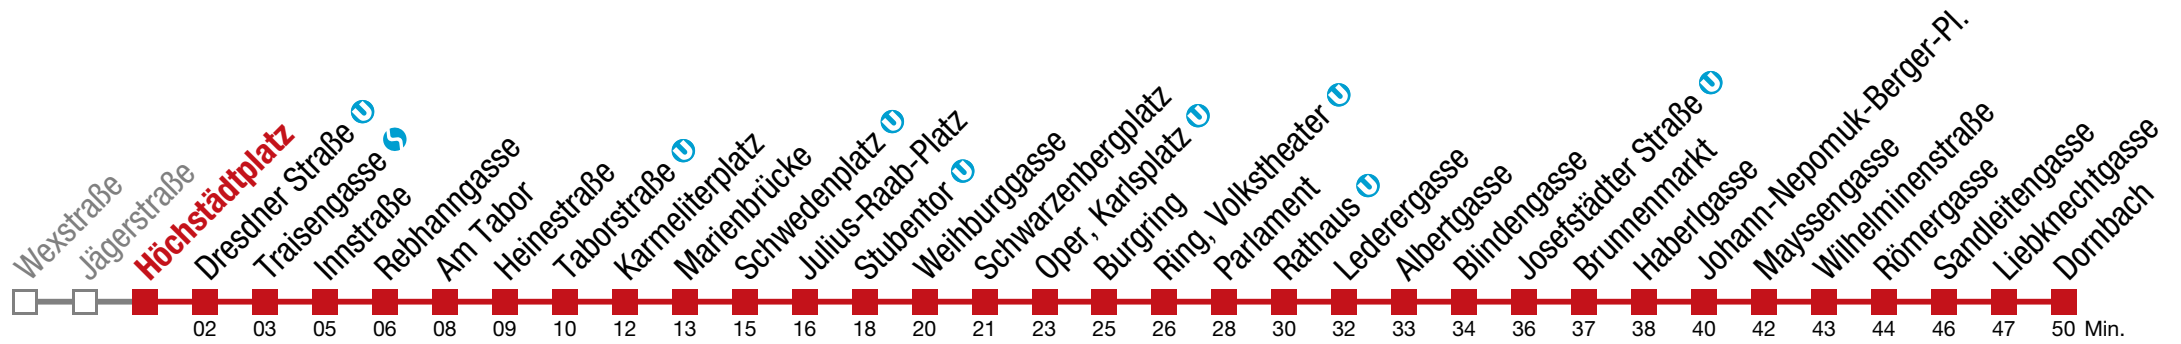 Wexstraße
Jägerstraße
Höchstädtplatz
Dresdner Straße U
Traisengasse S
Innstraße
Rebhanngasse
Am Tabor
Heinestraße
Taborstraße U
Karmeliterplatz
Marienbrücke
Schwedenplatz U
Julius-Raab-Platz
Stubentor U
Weihburggasse
Schwarzenbergplatz
Oper, Karlsplatz U
Burgring
Ring, Volkstheater U
Parlament
Rathaus U
Lederergasse
Albertgasse
Blindengasse
Josefstädter Straße U
Brunnenmarkt
Haberlgasse
Johann-Nepomuk-Berger-Pl.
Mayssengasse
Wilhelminenstraße
Römergasse
Sandleitengasse
Liebknechtgasse
Dornbach
02 03 05 06 08 09 10 12 13 15 16 18 20 21 23 25 26 28 30 32 33 34 36 37 38 40 42 43 44 46 47 50 Min.